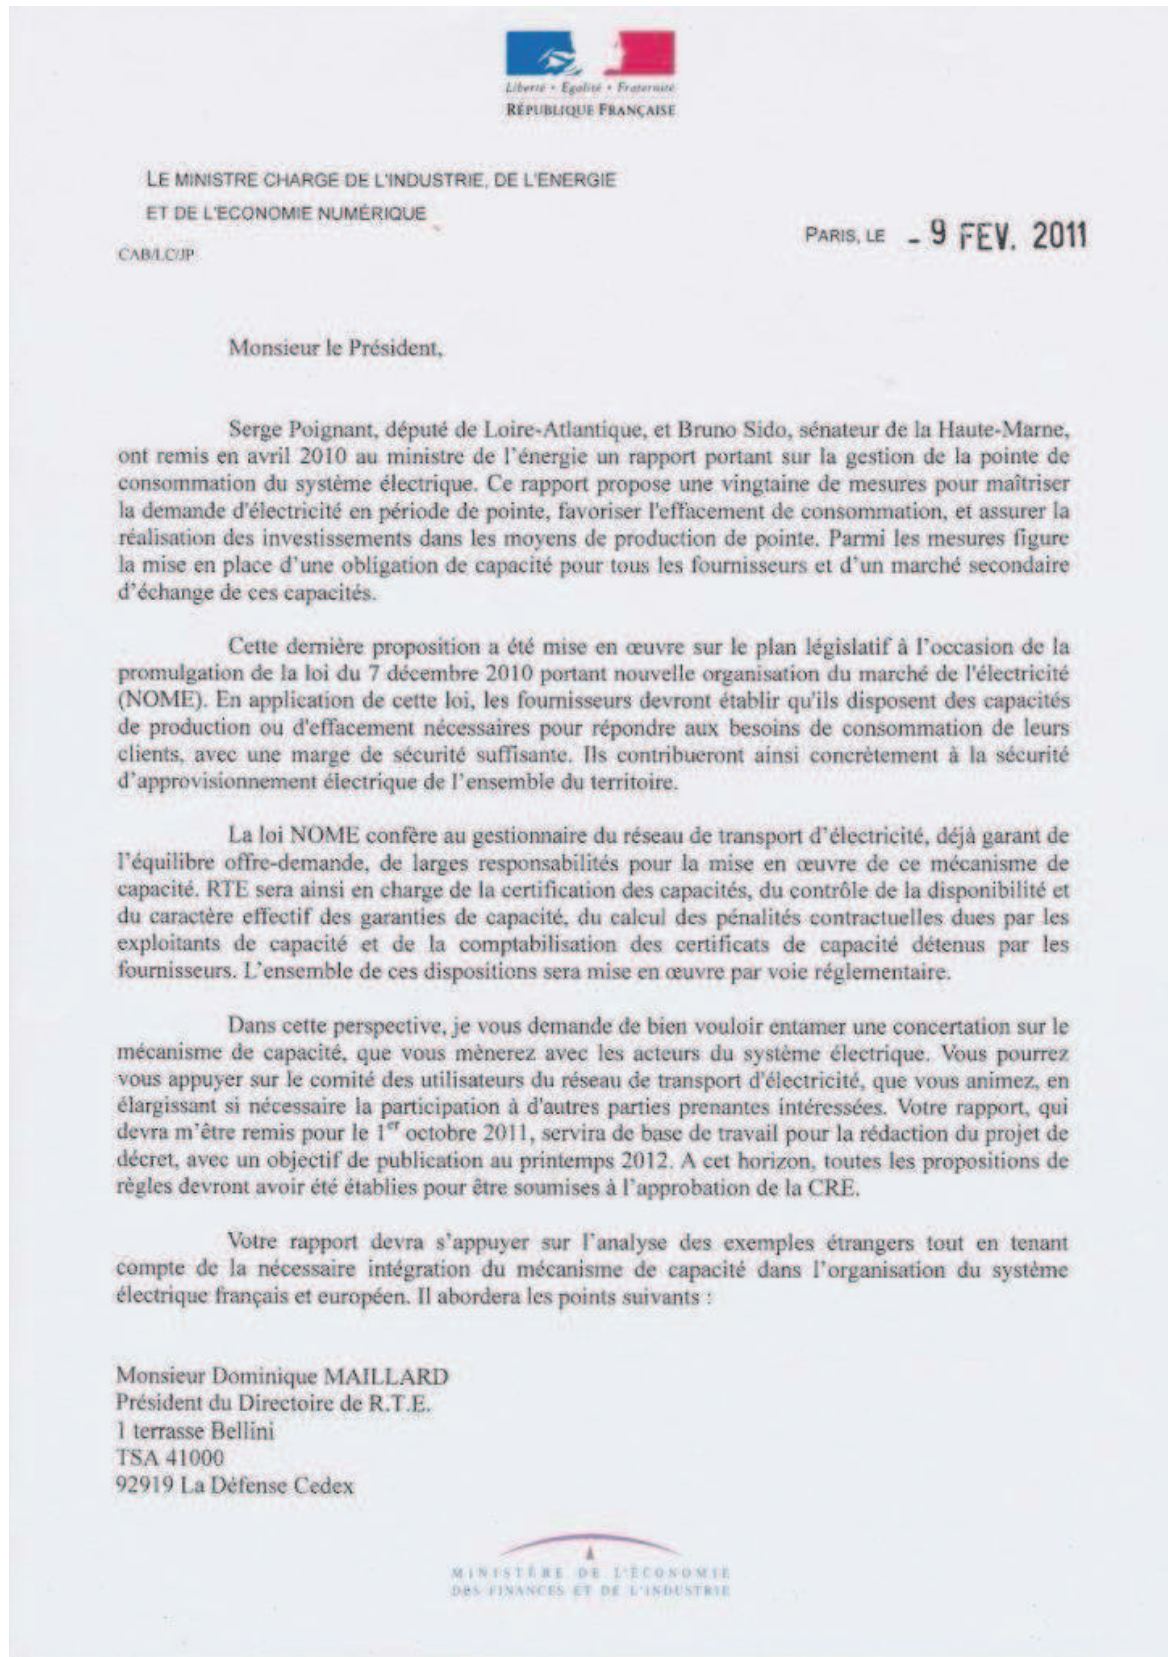 Liberté • Egalité • Fraternité
RÉPUBLIQUE FRANÇAISE
LE MINISTRE CHARGE DE L'INDUSTRIE, DE L'ENERGIE
ET DE L'ECONOMIE NUMÉRIQUE
CAB/LC/JP
PARIS, LE - 9 FEV. 2011
Monsieur le Président,
Serge Poignant, député de Loire-Atlantique, et Bruno Sido, sénateur de la Haute-Marne,
ont remis en avril 2010 au ministre de l'énergie un rapport portant sur la gestion de la pointe de
consommation du système électrique. Ce rapport propose une vingtaine de mesures pour maîtriser
la demande d'électricité en période de pointe, favoriser l'effacement de consommation, et assurer la
réalisation des investissements dans les moyens de production de pointe. Parmi les mesures figure
la mise en place d'une obligation de capacité pour tous les fournisseurs et d'un marché secondaire
d'échange de ces capacités.
Cette dernière proposition a été mise en œuvre sur le plan législatif à l'occasion de la
promulgation de la loi du 7 décembre 2010 portant nouvelle organisation du marché de l'électricité
(NOME). En application de cette loi, les fournisseurs devront établir qu'ils disposent des capacités
de production ou d'effacement nécessaires pour répondre aux besoins de consommation de leurs
clients, avec une marge de sécurité suffisante. Ils contribueront ainsi concrètement à la sécurité
d'approvisionnement électrique de l'ensemble du territoire.
La loi NOME confère au gestionnaire du réseau de transport d'électricité, déjà garant de
l'équilibre offre-demande, de larges responsabilités pour la mise en œuvre de ce mécanisme de
capacité. RTE sera ainsi en charge de la certification des capacités, du contrôle de la disponibilité et
du caractère effectif des garanties de capacité, du calcul des pénalités contractuelles dues par les
exploitants de capacité et de la comptabilisation des certificats de capacité détenus par les
fournisseurs. L'ensemble de ces dispositions sera mise en œuvre par voie réglementaire.
Dans cette perspective, je vous demande de bien vouloir entamer une concertation sur le
mécanisme de capacité, que vous mènerez avec les acteurs du système électrique. Vous pourrez
vous appuyer sur le comité des utilisateurs du réseau de transport d'électricité, que vous animez, en
élargissant si nécessaire la participation à d'autres parties prenantes intéressées. Votre rapport, qui
devra m'être remis pour le 1er octobre 2011, servira de base de travail pour la rédaction du projet de
décret, avec un objectif de publication au printemps 2012. A cet horizon, toutes les propositions de
règles devront avoir été établies pour être soumises à l'approbation de la CRE.
Votre rapport devra s'appuyer sur l'analyse des exemples étrangers tout en tenant
compte de la nécessaire intégration du mécanisme de capacité dans l'organisation du système
électrique français et européen. Il abordera les points suivants :
Monsieur Dominique MAILLARD
Président du Directoire de R.T.E.
1 terrasse Bellini
TSA 41000
92919 La Défense Cedex
MINISTÈRE DE L'ÉCONOMIE
DES FINANCES ET DE L'INDUSTRIE